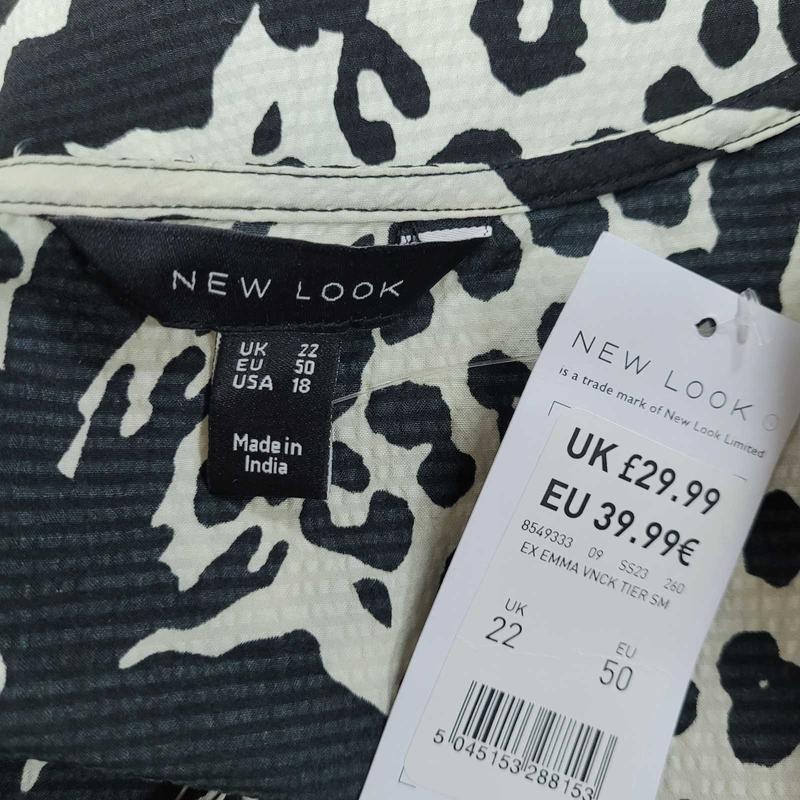 NEW LOOK
UK 22
EU 50
USA 18
Made in
India
NEW LOOK ®
is a trade mark of New Look Limited
UK £29.99
EU 39.99€
8549333 09 SS23 260
EX EMMA VNCK TIER SM
UK
22
EU
50
5 045153 288153